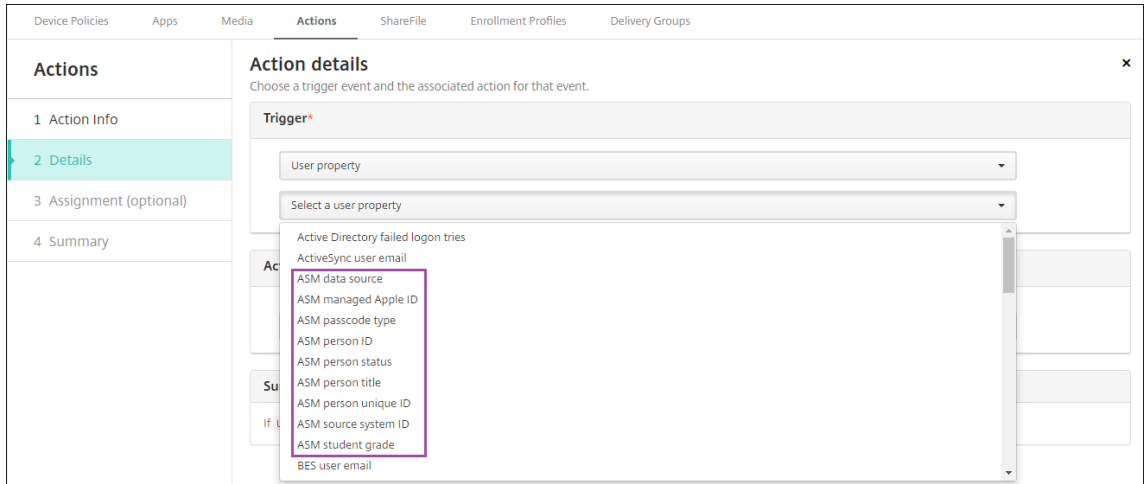 Device Policies Apps Media Actions ShareFile Enrollment Profiles Delivery Groups
Actions
1 Action Info
2 Details
3 Assignment (optional)
4 Summary
Action details
×
Choose a trigger event and the associated action for that event.
Trigger*
User property
Select a user property
Active Directory failed logon tries
ActiveSync user email
ASM data source
ASM managed Apple ID
ASM passcode type
ASM person ID
ASM person status
ASM person title
ASM person unique ID
ASM source system ID
ASM student grade
BES user email
Ac
Su
If